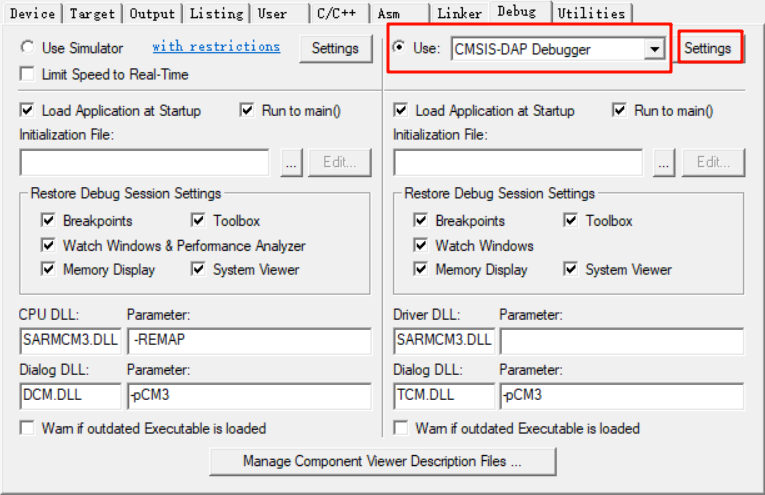 Device Target Output Listing User C/C++ Asm Linker Debug Utilities
Use Simulator with restrictions Settings
Limit Speed to Real-Time
Load Application at Startup Run to main()
Initialization File:
... Edit...
Restore Debug Session Settings
Breakpoints Toolbox
Watch Windows & Performance Analyzer
Memory Display System Viewer
CPU DLL: Parameter:
SARMCM3.DLL -REMAP
Dialog DLL: Parameter:
DCM.DLL -pCM3
Warn if outdated Executable is loaded
Use: CMSIS-DAP Debugger Settings
Load Application at Startup Run to main()
Initialization File:
... Edit...
Restore Debug Session Settings
Breakpoints Toolbox
Watch Windows
Memory Display System Viewer
Driver DLL: Parameter:
SARMCM3.DLL
Dialog DLL: Parameter:
TCM.DLL -pCM3
Warn if outdated Executable is loaded
Manage Component Viewer Description Files ...